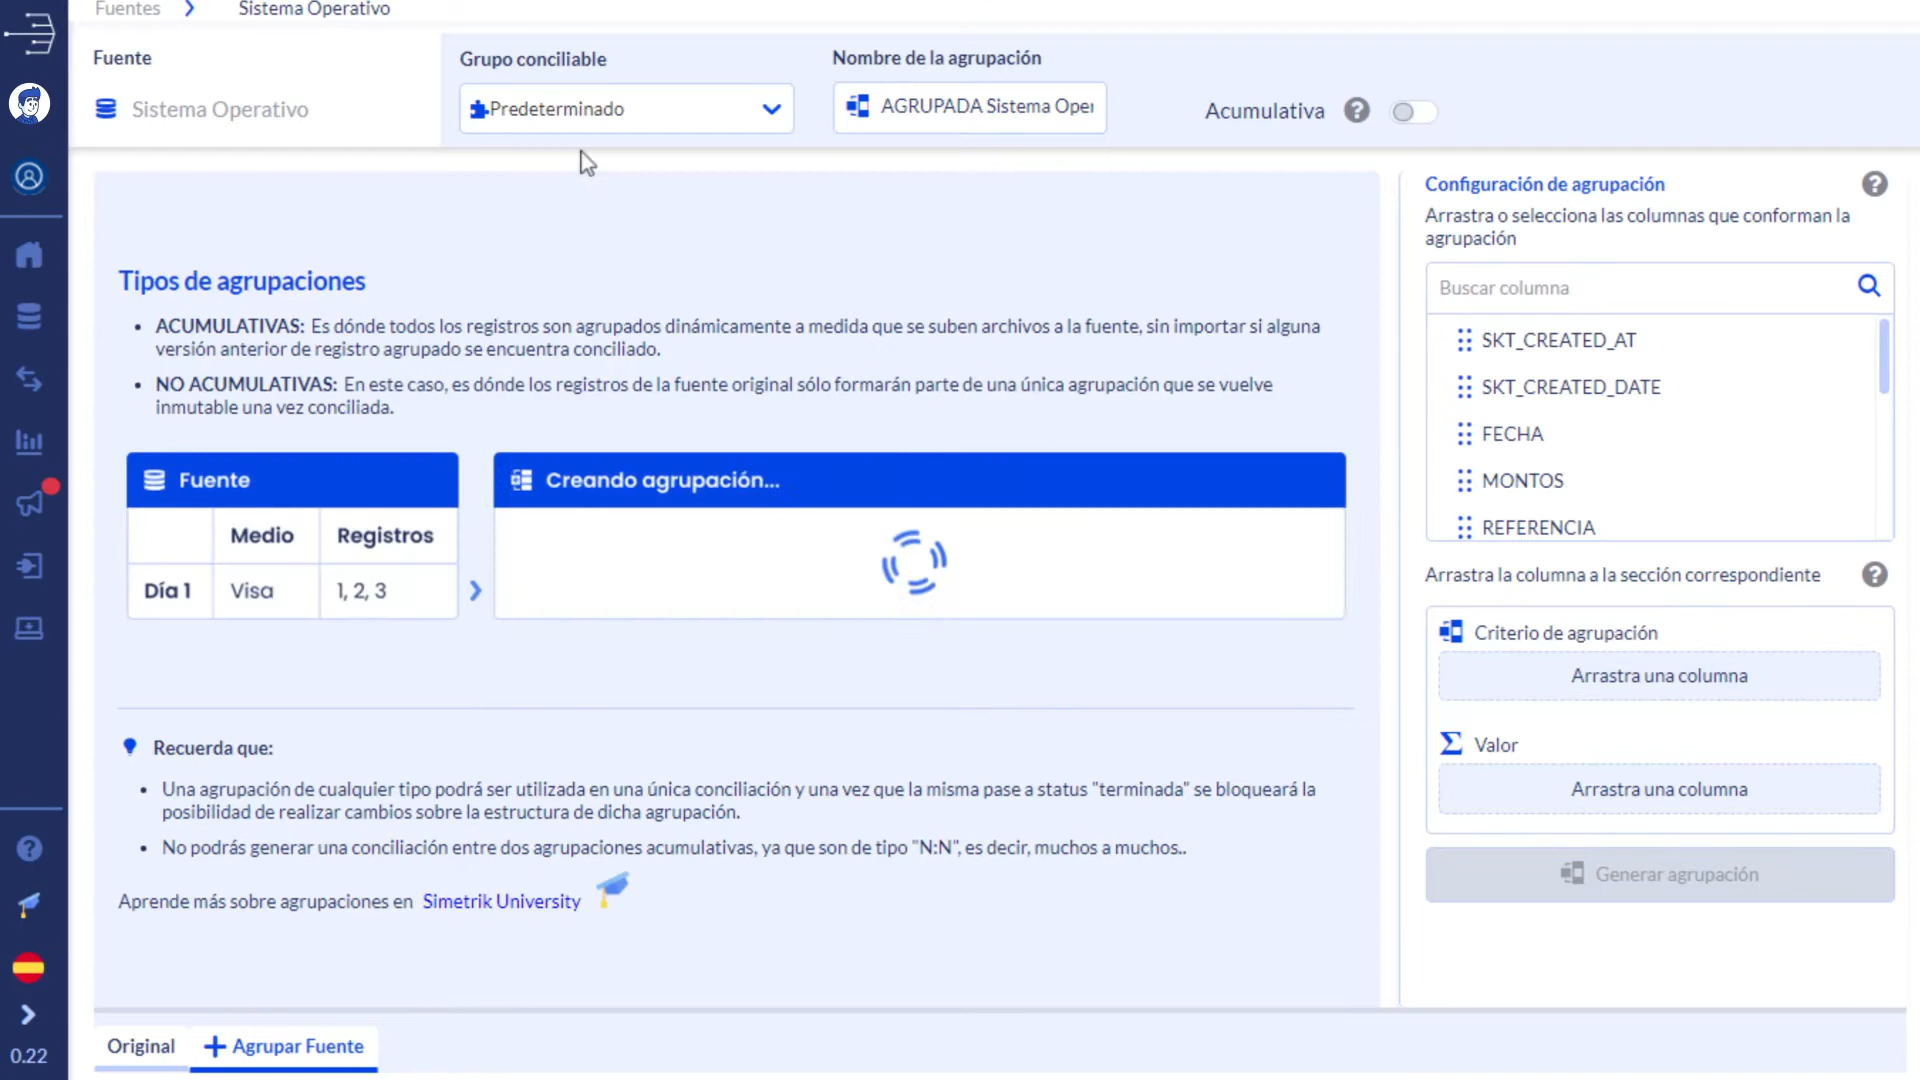 Fuentes
Sistema Operativo
Fuente
Sistema Operativo
Grupo conciliable
Predeterminado
Nombre de la agrupación
AGRUPADA Sistema Oper
Acumulativa
Tipos de agrupaciones
• ACUMULATIVAS: Es dónde todos los registros son agrupados dinámicamente a medida que se suben archivos a la fuente, sin importar si alguna
versión anterior de registro agrupado se encuentra conciliado.
• NO ACUMULATIVAS: En este caso, es dónde los registros de la fuente original sólo formarán parte de una única agrupación que se vuelve
inmutable una vez conciliada.
Fuente
Medio Registros
Día 1 Visa 1, 2, 3
Creando agrupación...
Recuerda que:
• Una agrupación de cualquier tipo podrá ser utilizada en una única conciliación y una vez que la misma pase a status "terminada" se bloqueará la
posibilidad de realizar cambios sobre la estructura de dicha agrupación.
• No podrás generar una conciliación entre dos agrupaciones acumulativas, ya que son de tipo "N:N", es decir, muchos a muchos..
Aprende más sobre agrupaciones en Simetrik University
Configuración de agrupación
Arrastra o selecciona las columnas que conforman la
agrupación
Buscar columna
SKT_CREATED_AT
SKT_CREATED_DATE
FECHA
MONTOS
REFERENCIA
Arrastra la columna a la sección correspondiente
Criterio de agrupación
Arrastra una columna
Σ Valor
Arrastra una columna
Generar agrupación
Original
Agrupar Fuente
0.22